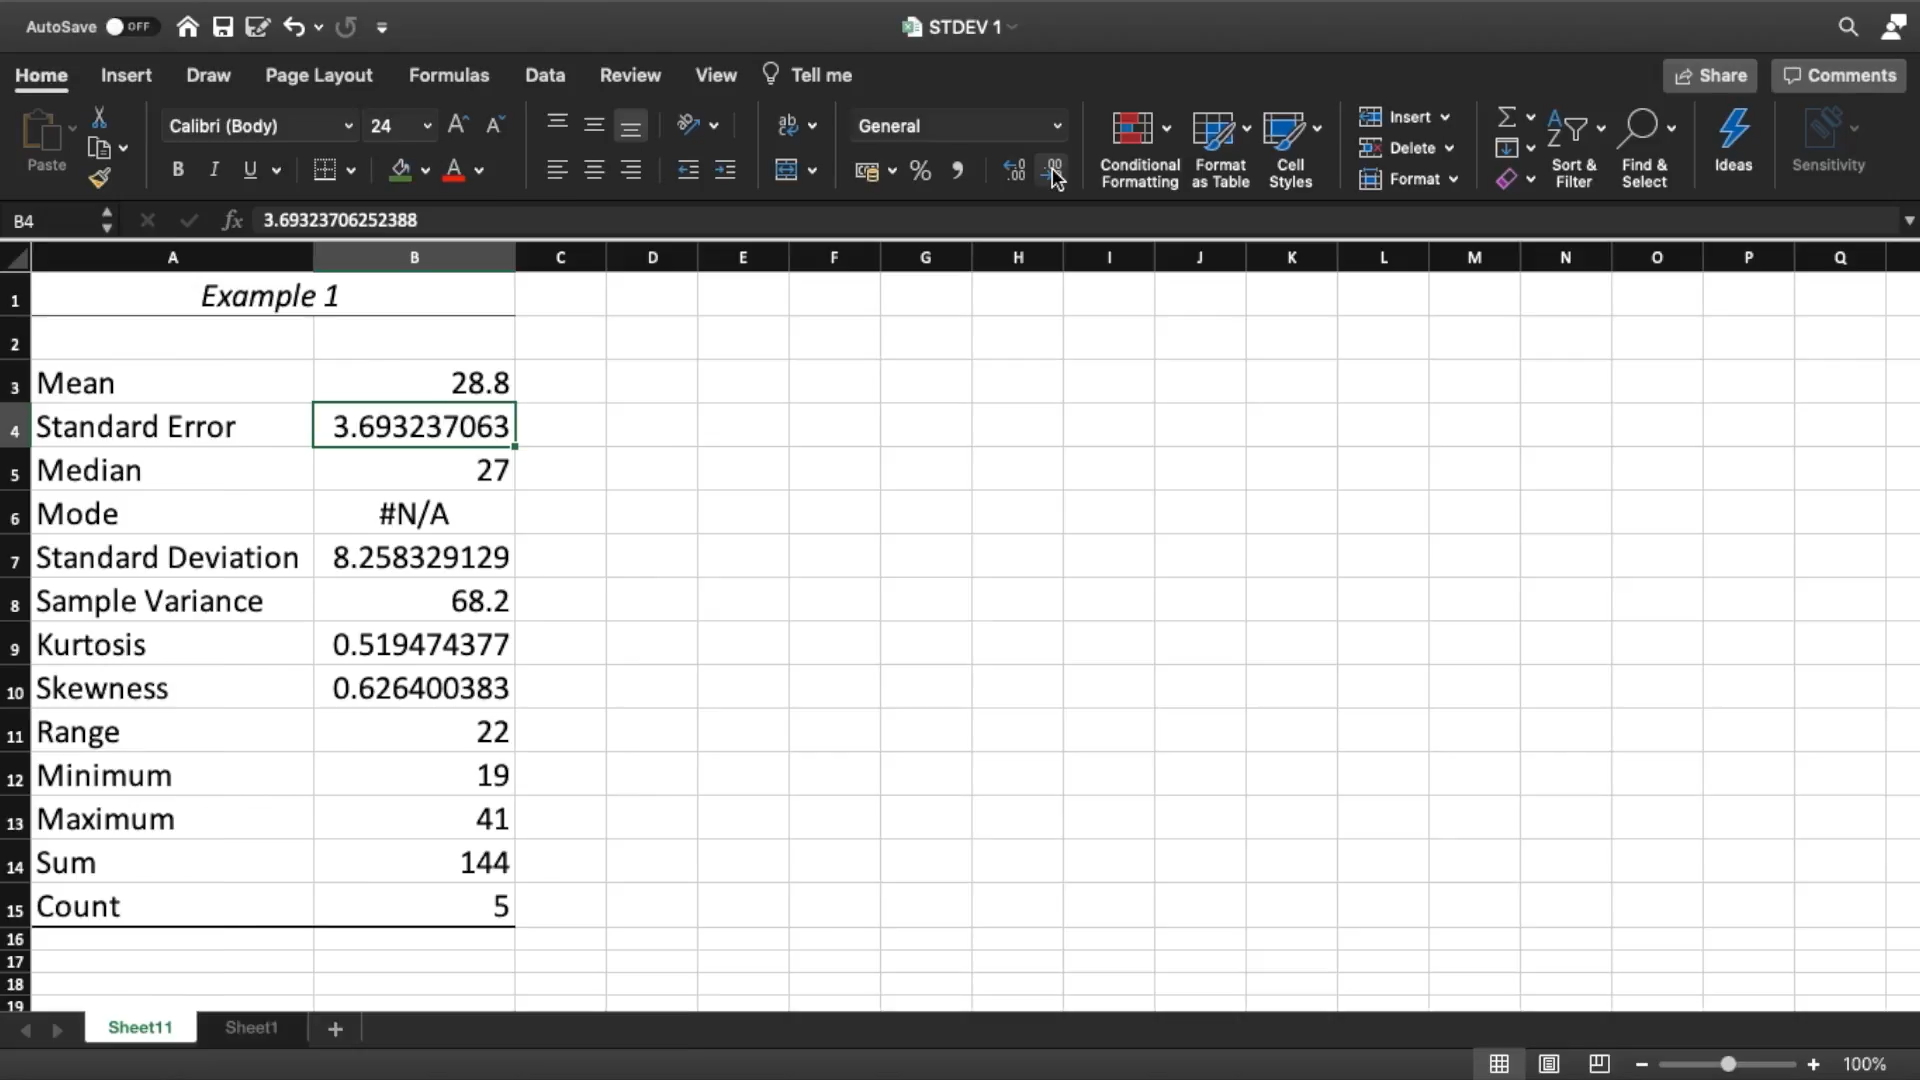 AutoSave OFF STDEV 1
Home Insert Draw Page Layout Formulas Data Review View Tell me Share Comments
Paste Calibri (Body) 24 General Conditional Formatting Format as Table Cell Styles Insert Delete Format Sort & Filter Find & Select Ideas Sensitivity
B4 fx 3.69323706252388
A B C D E F G H I J K L M N O P Q
1 Example 1
2
3 Mean 28.8
4 Standard Error 3.693237063
5 Median 27
6 Mode #N/A
7 Standard Deviation 8.258329129
8 Sample Variance 68.2
9 Kurtosis 0.519474377
10 Skewness 0.626400383
11 Range 22
12 Minimum 19
13 Maximum 41
14 Sum 144
15 Count 5
16
17
18
19
Sheet11 Sheet1
100%